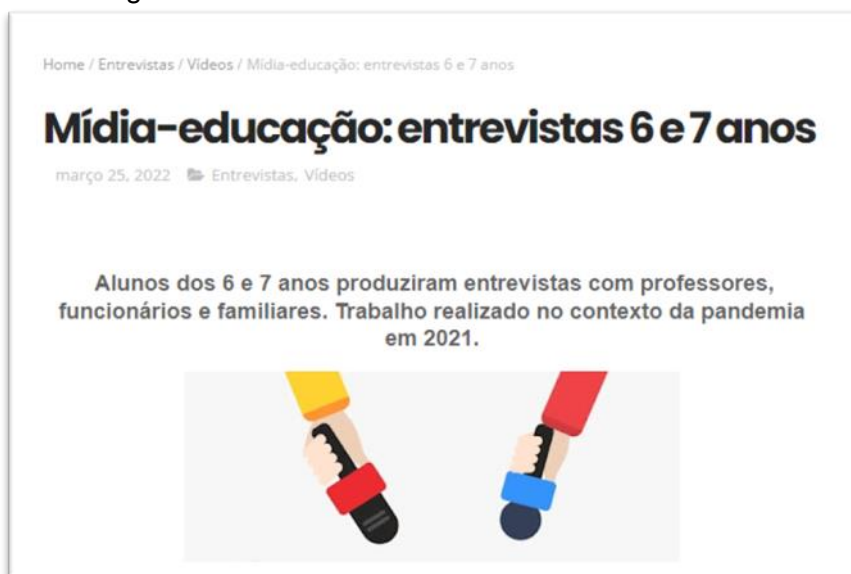 Home / Entrevistas / Vídeos / Mídia-educação: entrevistas 6 e 7 anos
Mídia-educação: entrevistas 6 e 7 anos
março 25, 2022 Entrevistas, Vídeos
Alunos dos 6 e 7 anos produziram entrevistas com professores,
funcionários e familiares. Trabalho realizado no contexto da pandemia
em 2021.